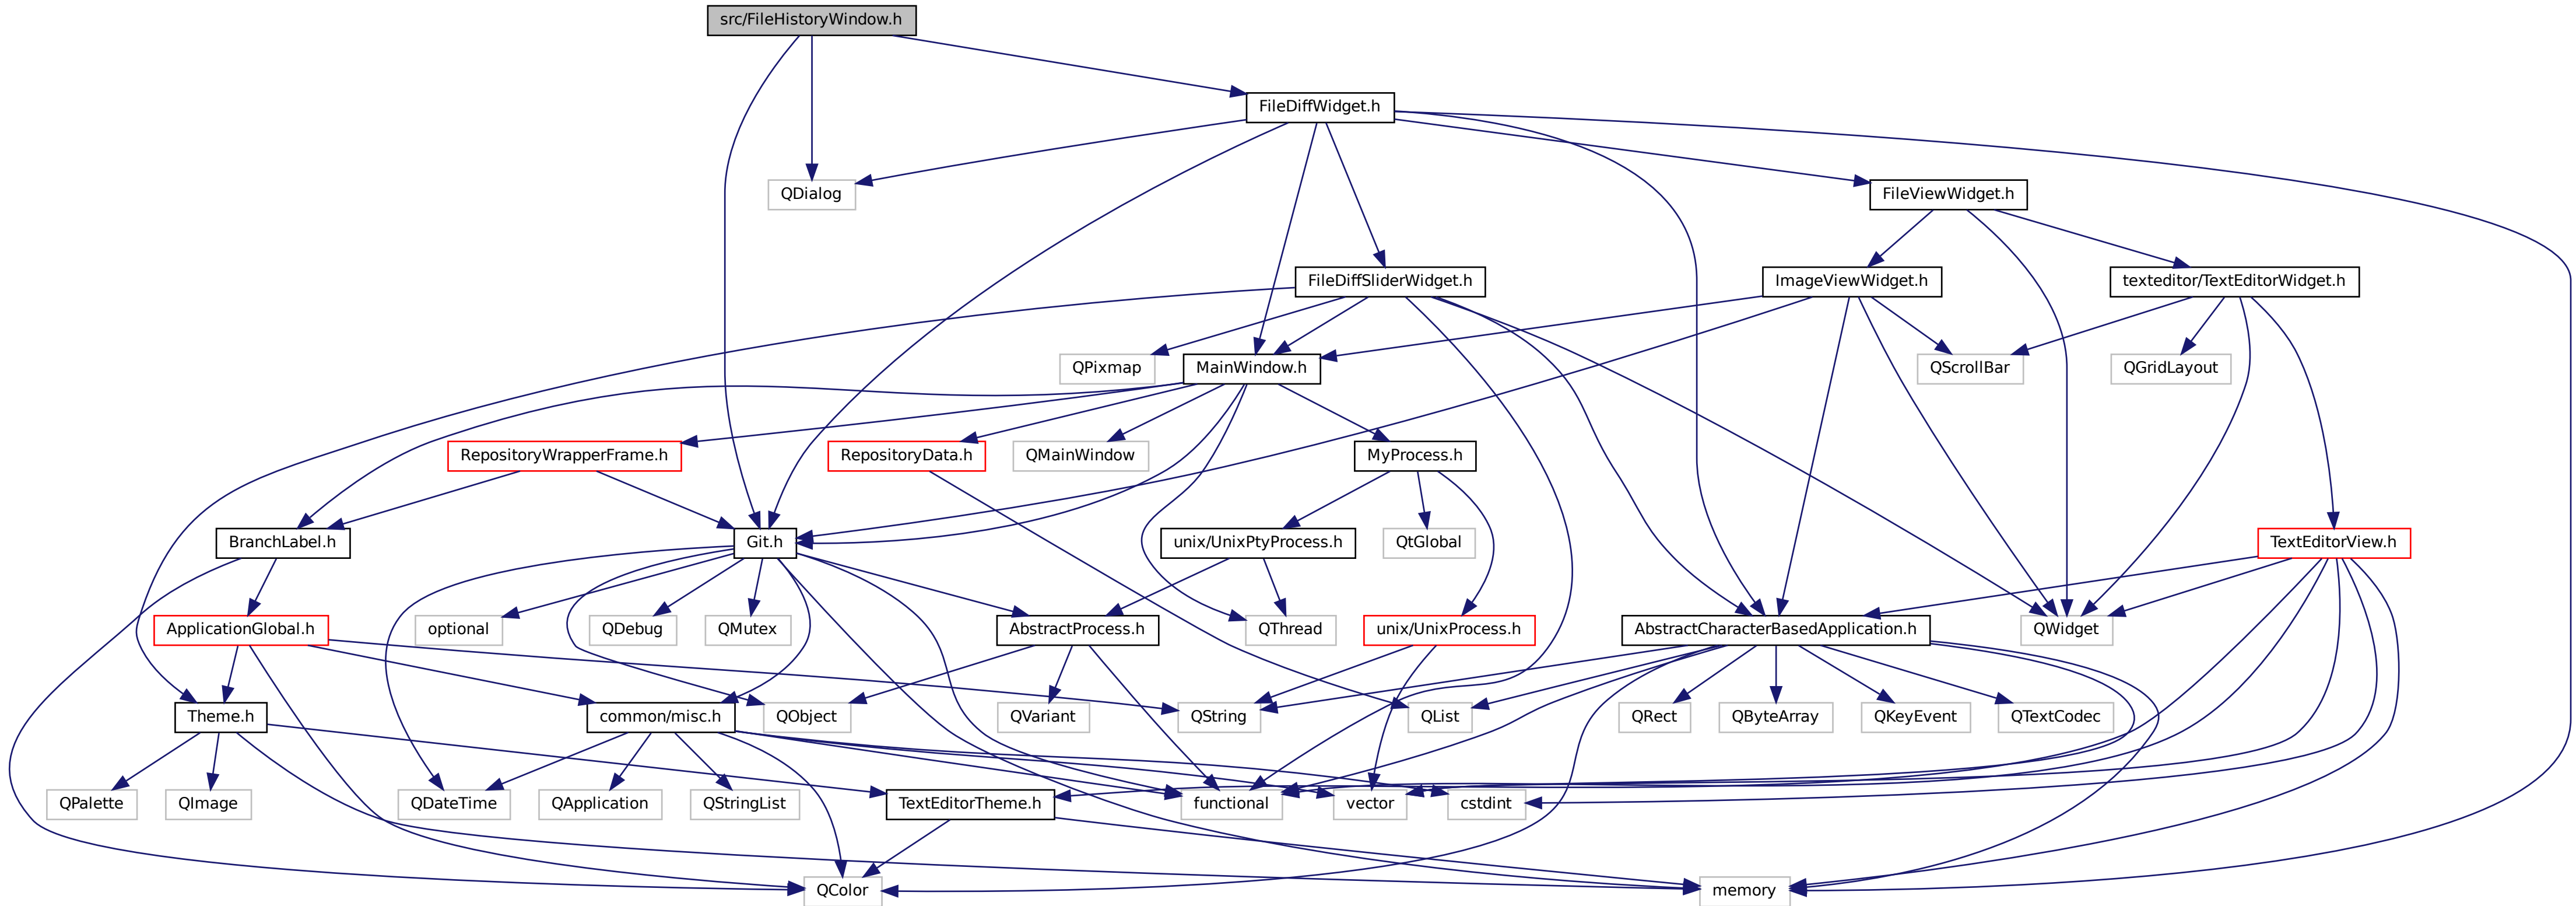 src/FileHistoryWindow.h
FileDiffWidget.h
QDialog
FileViewWidget.h
FileDiffSliderWidget.h
ImageViewWidget.h
texteditor/TextEditorWidget.h
QPixmap
MainWindow.h
QScrollBar
QGridLayout
RepositoryWrapperFrame.h
RepositoryData.h
QMainWindow
MyProcess.h
BranchLabel.h
Git.h
unix/UnixPtyProcess.h
QtGlobal
TextEditorView.h
ApplicationGlobal.h
optional
QDebug
QMutex
AbstractProcess.h
QThread
unix/UnixProcess.h
AbstractCharacterBasedApplication.h
QWidget
Theme.h
common/misc.h
QObject
QVariant
QString
QList
QRect
QByteArray
QKeyEvent
QTextCodec
QPalette
QImage
QDateTime
QApplication
QStringList
TextEditorTheme.h
functional
vector
cstdint
QColor
memory